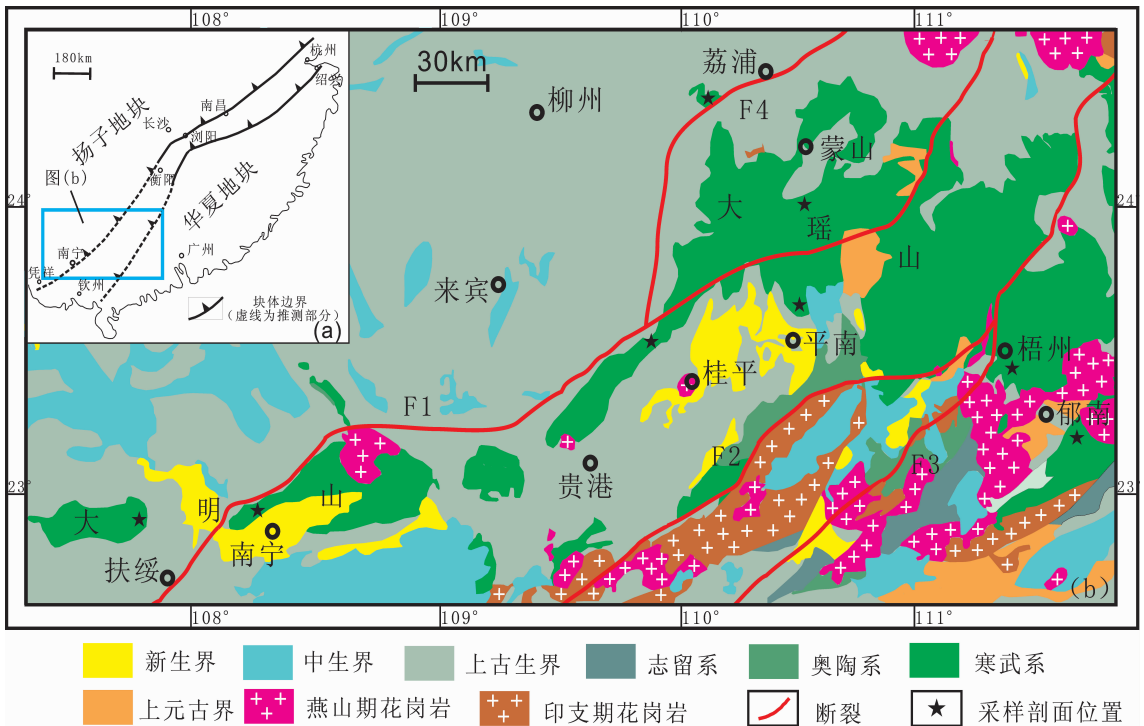 108°
109°
110°
111°
180km
杭州
绍兴
南昌
长沙
浏阳
扬子地块
衡阳
图(b)
华夏地块
广州
南宁
凭祥
钦州
块体边界
(虚线为推测部分)
(a)
30km
荔浦
F4
柳州
蒙山
24°
24°
大
瑶
山
来宾
平南
桂平
梧州
F1
郁南
F2
F3
贵港
23°
23°
大
明
山
南宁
扶绥
(b)
108°
109°
110°
111°
新生界
中生界
上古生界
志留系
奥陶系
寒武系
上元古界
燕山期花岗岩
印支期花岗岩
断裂
采样剖面位置